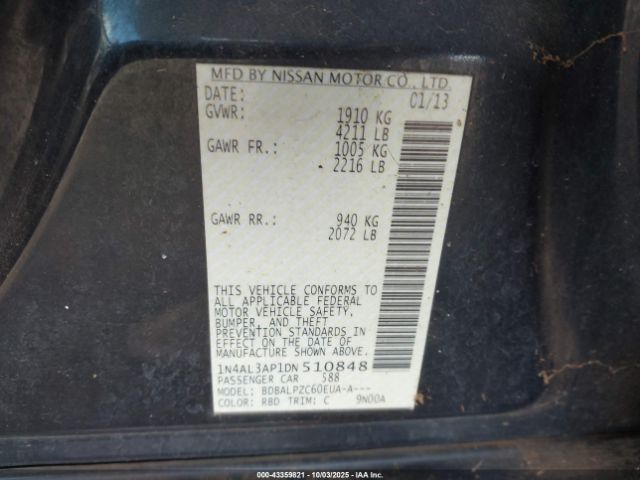 MFD BY NISSAN MOTOR CO., LTD.
DATE: 01/13
GVWR: 1910 KG
4211 LB
GAWR FR.: 1005 KG
2216 LB
GAWR RR.: 940 KG
2072 LB
THIS VEHICLE CONFORMS TO
ALL APPLICABLE FEDERAL
MOTOR VEHICLE SAFETY,
BUMPER, AND THEFT
PREVENTION STANDARDS IN
EFFECT ON THE DATE OF
MANUFACTURE SHOWN ABOVE.
1N4AL3AP1DN510848
PASSENGER CAR 588
MODEL: BDBALPZC60EUA-A---
COLOR: RBD TRIM: C 9N00A
000-43359821 | 10/03/2025 | IAA Inc.